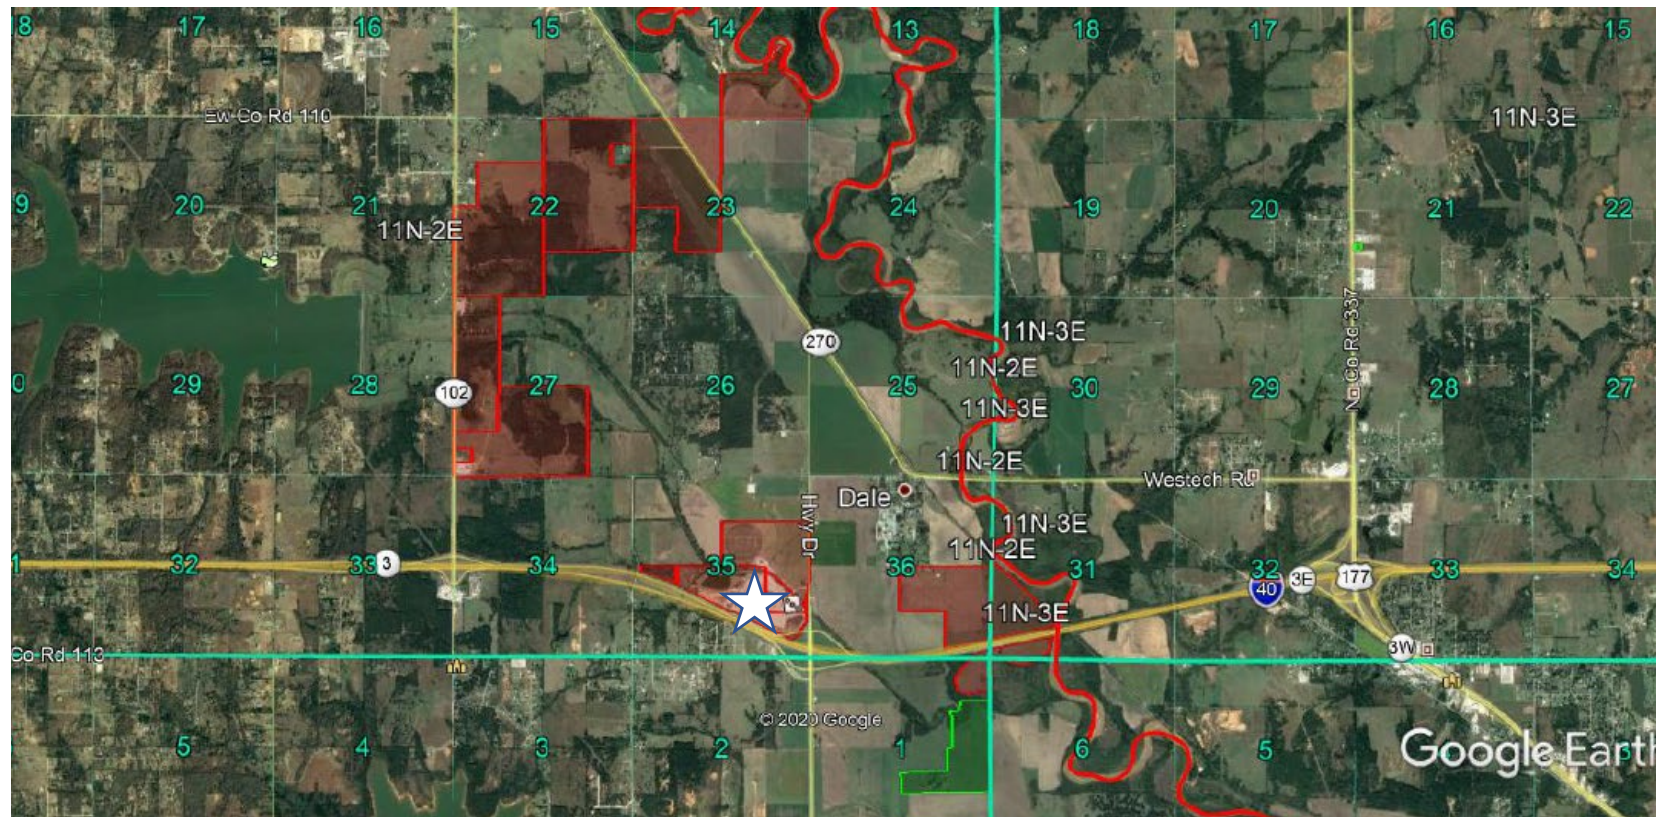 8 17 16 15 14 13 18 17 16 15
Ew Co Rd 110 11N-3E
9 20 21 22 23 24 19 20 21 22
11N-2E
11N-3E
270
11N-2E
No Co Rd 337
0 29 28 102 27 26 25 30 29 28 27
11N-3E
11N-2E
Westech Rd
Dale
Hwy Dr
11N-3E
11N-2E
1 32 33 3 34 35 36 31 32 3E 177 33 34
40
11N-3E
Co Rd 113 3W
© 2020 Google
5 4 3 2 1 6 5
Google Earth